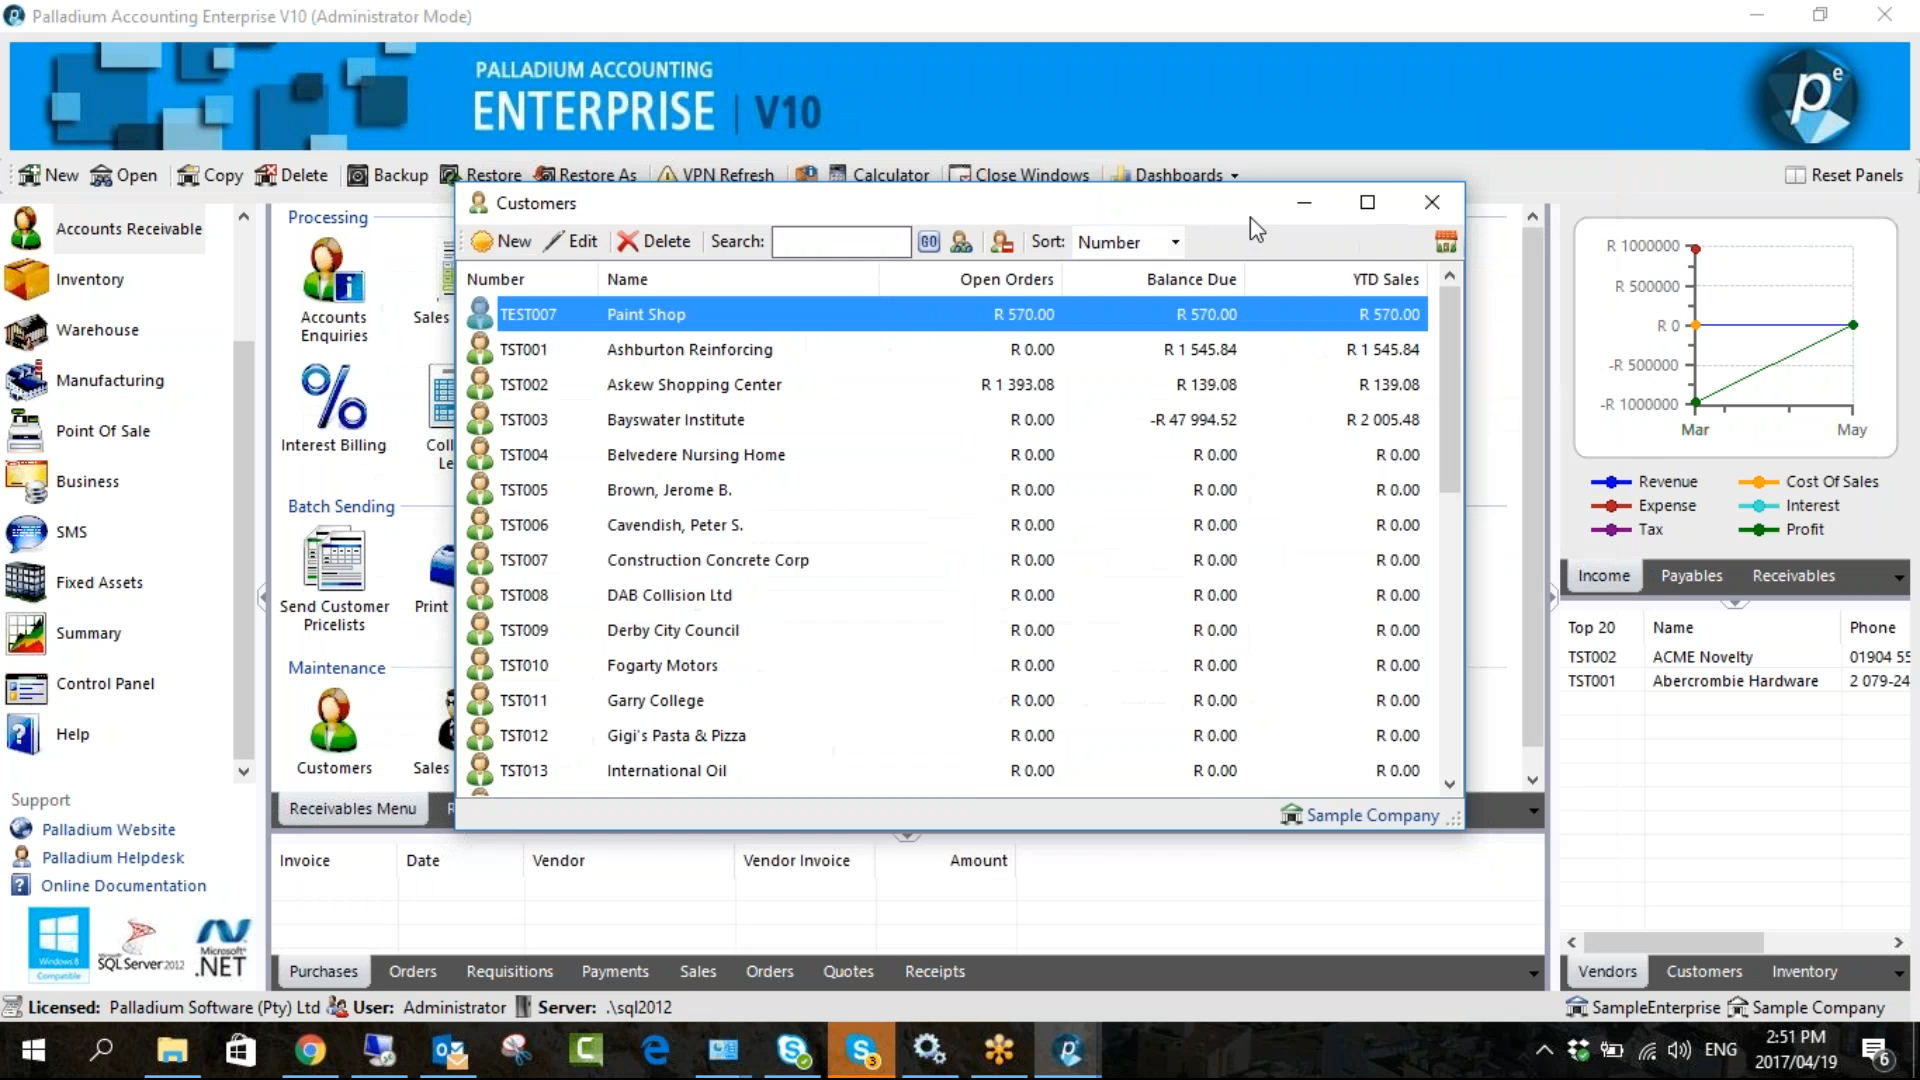 Palladium Accounting Enterprise V10 (Administrator Mode)
PALLADIUM ACCOUNTING
ENTERPRISE | V10
pe
New Open Copy Delete Backup Restore Restore As VPN Refresh Calculator Close Windows Dashboards Reset Panels
Accounts Receivable
Inventory
Warehouse
Manufacturing
Point Of Sale
Business
SMS
Fixed Assets
Summary
Control Panel
Help
Support
Palladium Website
Palladium Helpdesk
Online Documentation
Windows 8
Compatible
SQL Server 2012
Microsoft
.NET
Processing
Accounts
Enquiries
Sales
Interest Billing
Coll
Le
Batch Sending
Send Customer
Pricelists
Print
Maintenance
Customers
Sales
Receivables Menu
Customers
New Edit Delete Search: GO Sort: Number
Number Name Open Orders Balance Due YTD Sales
TEST007 Paint Shop R 570.00 R 570.00 R 570.00
TST001 Ashburton Reinforcing R 0.00 R 1 545.84 R 1 545.84
TST002 Askew Shopping Center R 1 393.08 R 139.08 R 139.08
TST003 Bayswater Institute R 0.00 -R 47 994.52 R 2 005.48
TST004 Belvedere Nursing Home R 0.00 R 0.00 R 0.00
TST005 Brown, Jerome B. R 0.00 R 0.00 R 0.00
TST006 Cavendish, Peter S. R 0.00 R 0.00 R 0.00
TST007 Construction Concrete Corp R 0.00 R 0.00 R 0.00
TST008 DAB Collision Ltd R 0.00 R 0.00 R 0.00
TST009 Derby City Council R 0.00 R 0.00 R 0.00
TST010 Fogarty Motors R 0.00 R 0.00 R 0.00
TST011 Garry College R 0.00 R 0.00 R 0.00
TST012 Gigi's Pasta & Pizza R 0.00 R 0.00 R 0.00
TST013 International Oil R 0.00 R 0.00 R 0.00
Sample Company
Invoice Date Vendor Vendor Invoice Amount
Purchases Orders Requisitions Payments Sales Orders Quotes Receipts
R 1000000
R 500000
R 0
-R 500000
-R 1000000
Mar May
Revenue Cost Of Sales
Expense Interest
Tax Profit
Income Payables Receivables
Top 20 Name Phone
TST002 ACME Novelty 01904 55
TST001 Abercrombie Hardware 2 079-24
Vendors Customers Inventory
Licensed: Palladium Software (Pty) Ltd User: Administrator Server: .\sql2012 SampleEnterprise Sample Company
3
ENG
2:51 PM
2017/04/19
6